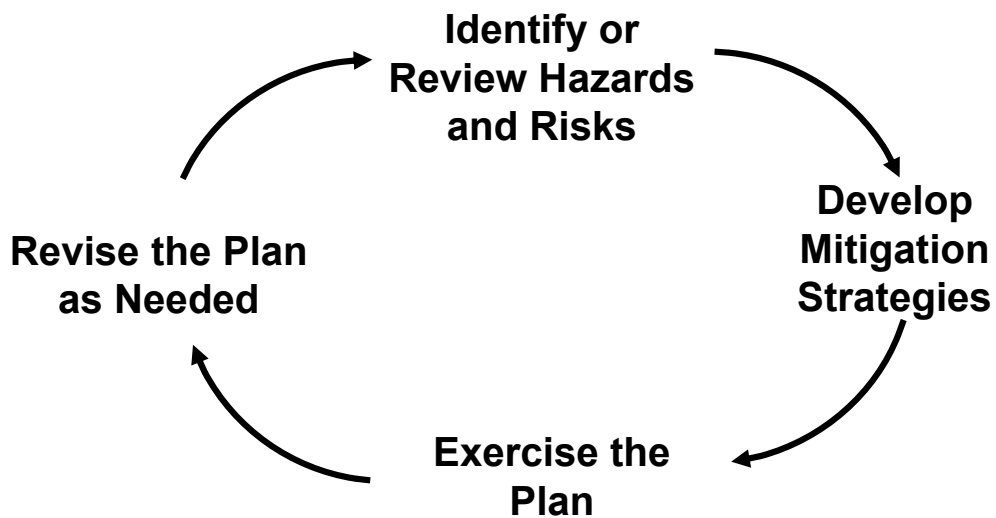 Identify or
Review Hazards
and Risks
Develop
Mitigation
Strategies
Exercise the
Plan
Revise the Plan
as Needed